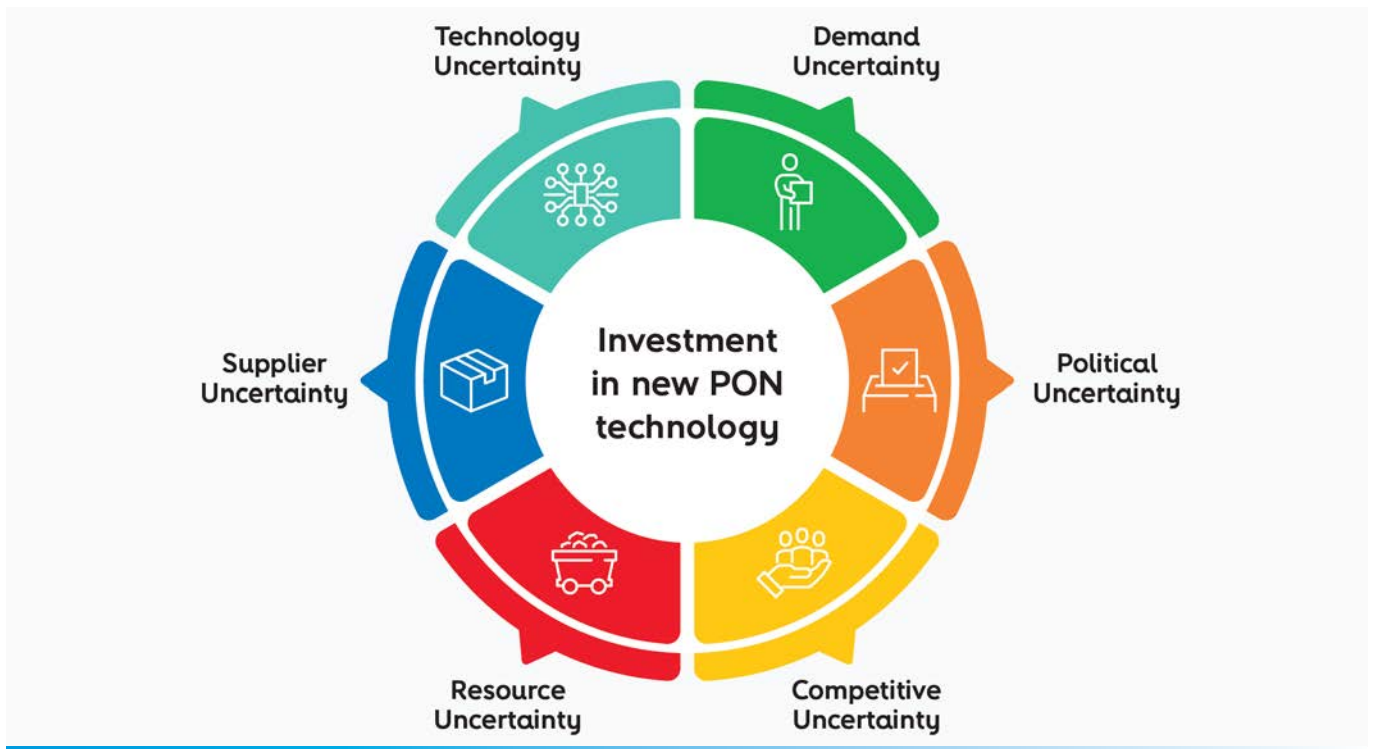 Technology
Uncertainty
Demand
Uncertainty
Supplier
Uncertainty
Investment
in new PON
technology
Political
Uncertainty
Resource
Uncertainty
Competitive
Uncertainty